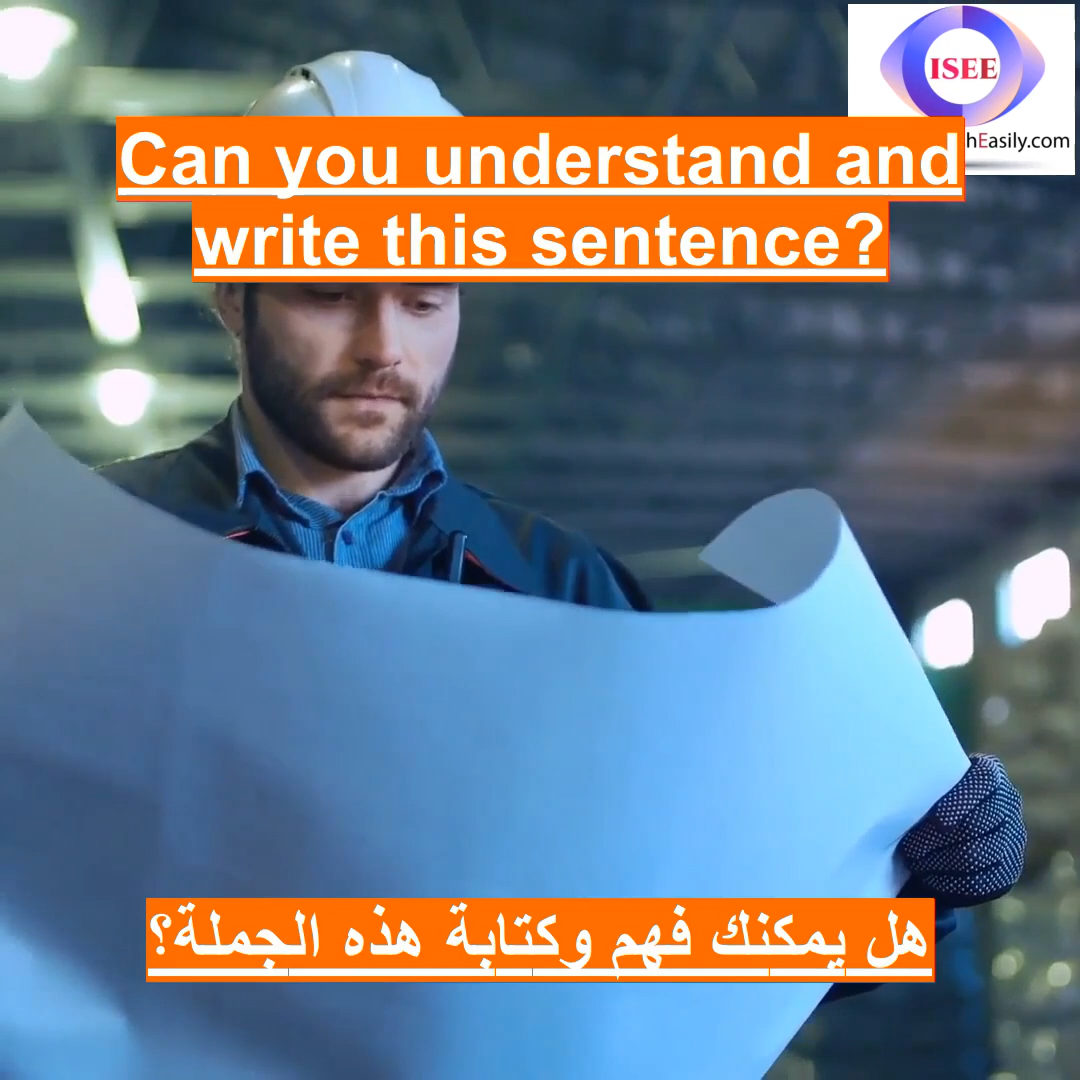 ISEE
hEasily.com
Can you understand and
write this sentence?
هل يمكنك فهم وكتابة هذه الجملة؟